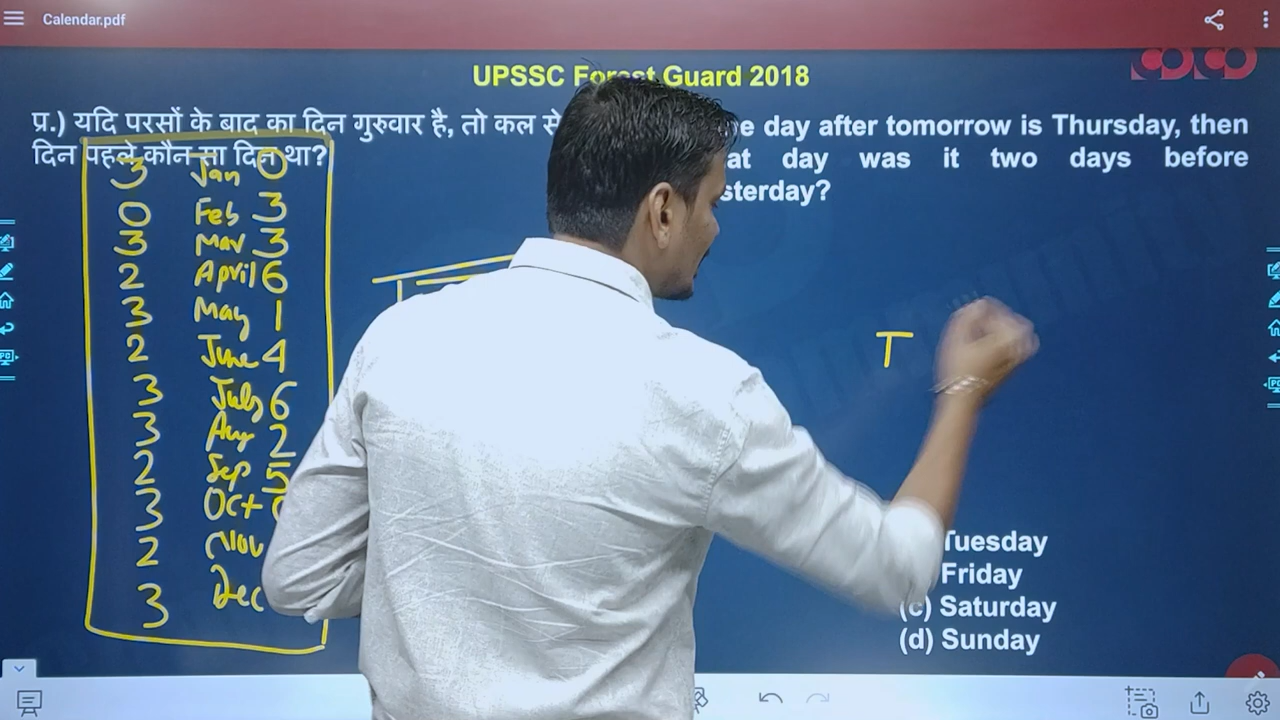 Calendar.pdf
UPSSC Forest Guard 2018
प्र.) यदि परसों के बाद का दिन गुरुवार है, तो कल से
दिन पहले कौन सा दिन था?
day after tomorrow is Thursday, then
day was it two days before
3 Jan 0
0 Feb 3
3 Mar 3
2 April 6
3 May 1
2 June 4
3 July 6
3 Aug 2
2 Sep 5
3 Oct
2 Nov
3 Dec
T
Tuesday
Friday
(c) Saturday
(d) Sunday